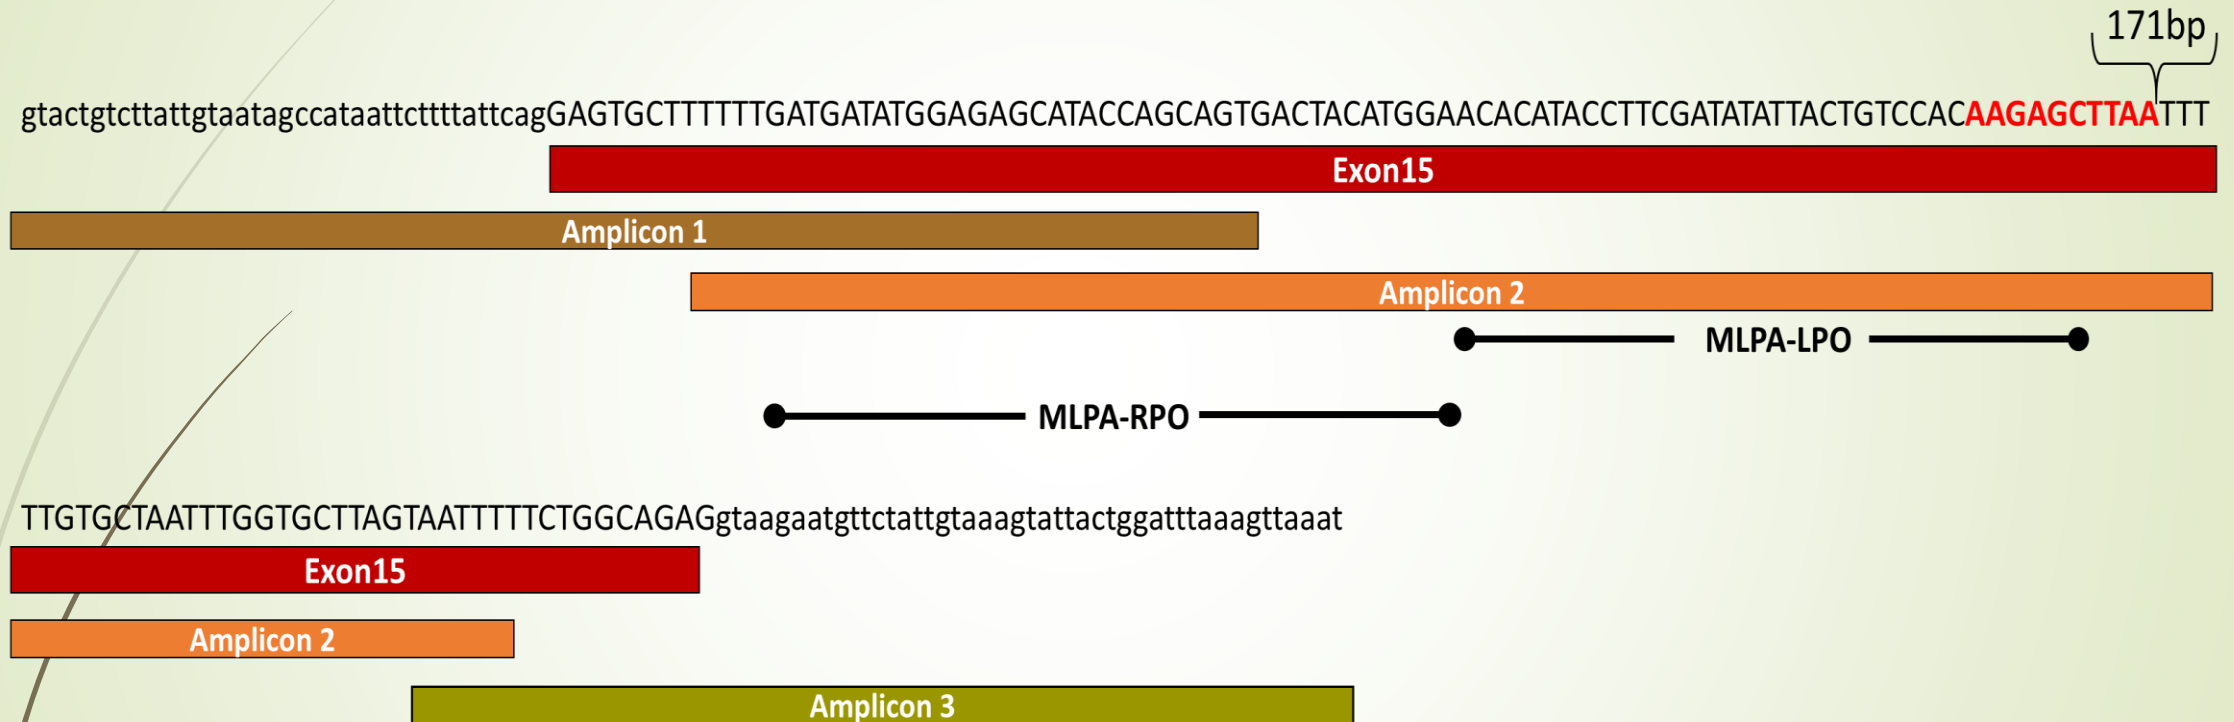 171bp
gtactgtcttattgtaatagccataattcttttattcagGAGTGCTTTTTTGATGATATGGAGAGCATACCAGCAGTGACTACATGGAACACATACCTTCGATATATTACTGTCCACAAGAGCTTAATTT
Exon15
Amplicon 1
Amplicon 2
MLPA-LPO
MLPA-RPO
TTGTGCTAATTTGGTGCTTAGTAATTTTTCTGGCAGAGgtaagaatgttctattgtaaagtattactggatttaaagttaaat
Exon15
Amplicon 2
Amplicon 3